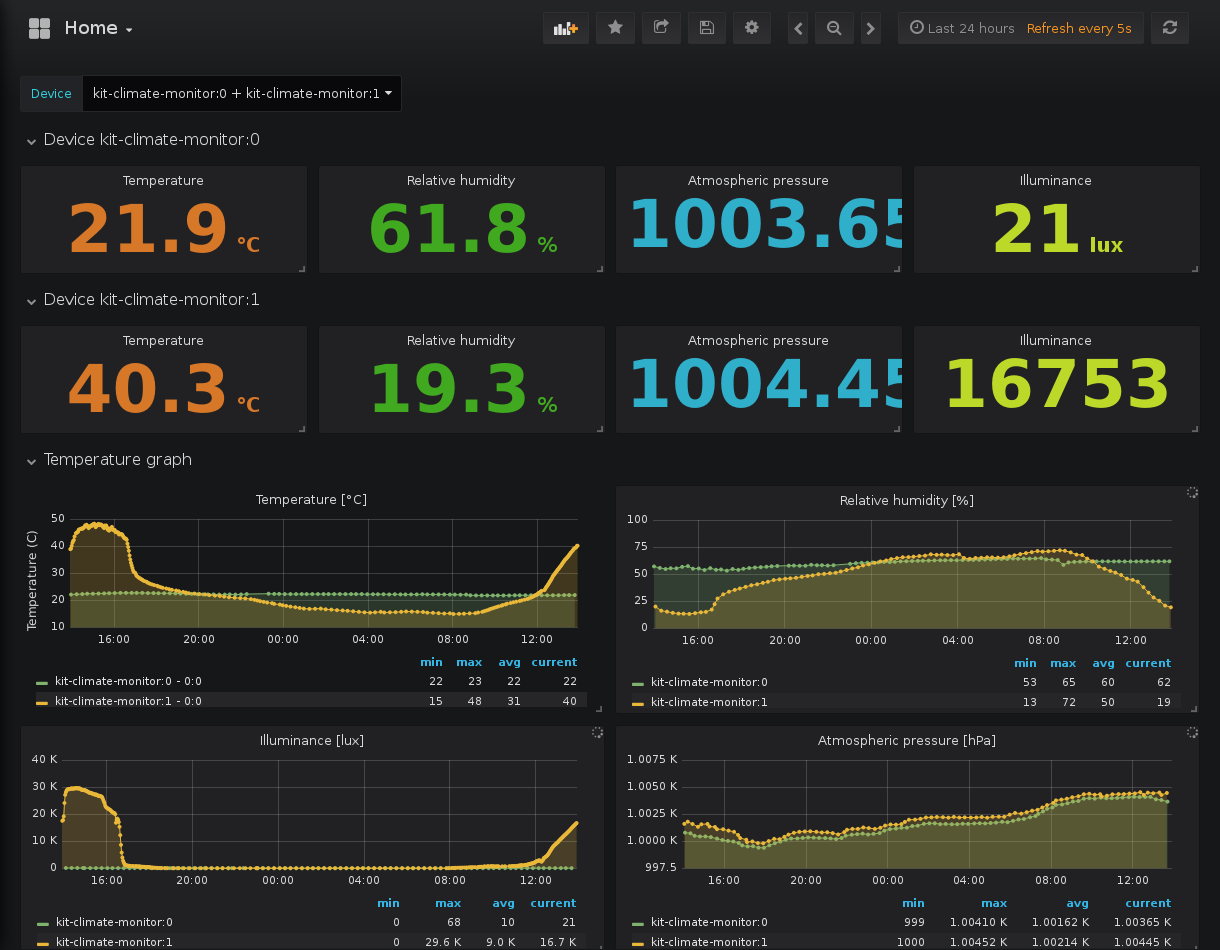 Home
Last 24 hours Refresh every 5s
Device kit-climate-monitor:0 + kit-climate-monitor:1
Device kit-climate-monitor:0
Temperature Relative humidity Atmospheric pressure Illuminance
21.9 °C 61.8 % 1003.65 21 lux
Device kit-climate-monitor:1
Temperature Relative humidity Atmospheric pressure Illuminance
40.3 °C 19.3 % 1004.45 16753
Temperature graph
Temperature [°C]
Temperature (C)
50
40
30
20
10
16:00 20:00 00:00 04:00 08:00 12:00
min max avg current
kit-climate-monitor:0 - 0:0 22 23 22 22
kit-climate-monitor:1 - 0:0 15 48 31 40
Relative humidity [%]
100
75
50
25
0
16:00 20:00 00:00 04:00 08:00 12:00
min max avg current
kit-climate-monitor:0 53 65 60 62
kit-climate-monitor:1 13 72 50 19
Illuminance [lux]
40 K
30 K
20 K
10 K
0
16:00 20:00 00:00 04:00 08:00 12:00
min max avg current
kit-climate-monitor:0 0 68 10 21
kit-climate-monitor:1 0 29.6 K 9.0 K 16.7 K
Atmospheric pressure [hPa]
1.0075 K
1.0050 K
1.0025 K
1.0000 K
997.5
16:00 20:00 00:00 04:00 08:00 12:00
min max avg current
kit-climate-monitor:0 999 1.00410 K 1.00162 K 1.00365 K
kit-climate-monitor:1 1000 1.00452 K 1.00214 K 1.00445 K